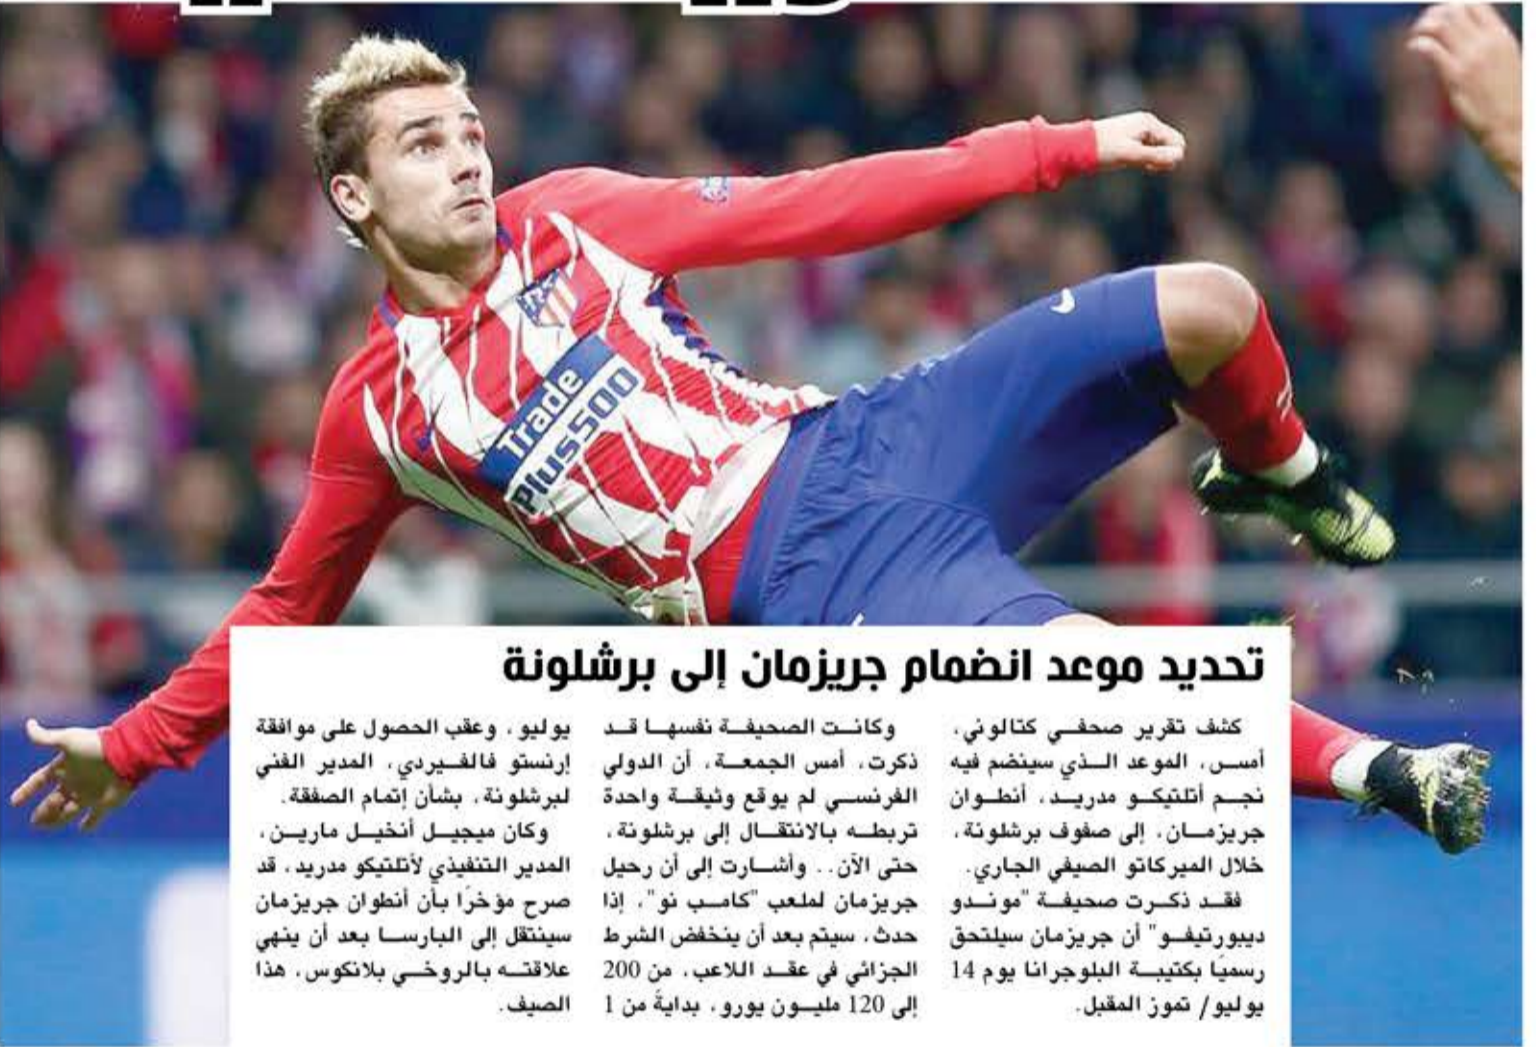 Trade
Plus500
تحديد موعد انضمام جريزمان إلى برشلونة
كشف تقرير صحفي كتالوني،
أمس، الموعد الذي سينضم فيه
نجم أتلتيكو مدريد، أنطوان
جريزمان، إلى صفوف برشلونة،
خلال الميركاتو الصيفي الجاري.
فقد ذكرت صحيفة "موندو
ديبورتيفو" أن جريزمان سيلتحق
رسميًا بكتيبة البلوجرانا يوم 14
يوليو/ تموز المقبل.
وكانت الصحيفة نفسها قد
ذكرت، أمس الجمعة، أن الدولي
الفرنسي لم يوقع وثيقة واحدة
تربطه بالانتقال إلى برشلونة،
حتى الآن.. وأشارت إلى أن رحيل
جريزمان لملعب "كامب نو"، إذا
حدث، سيتم بعد أن ينخفض الشرط
الجزائي في عقد اللاعب، من 200
إلى 120 مليون يورو، بدايةً من 1
يوليو، وعقب الحصول على موافقة
إرنستو فالفيردي، المدير الفني
لبرشلونة، بشأن إتمام الصفقة.
وكان ميجيل أنخيل مارين،
المدير التنفيذي لأتلتيكو مدريد، قد
صرح مؤخرًا بأن أنطوان جريزمان
سينتقل إلى البارسا بعد أن ينهي
علاقته بالروخي بلانكوس، هذا
الصيف.